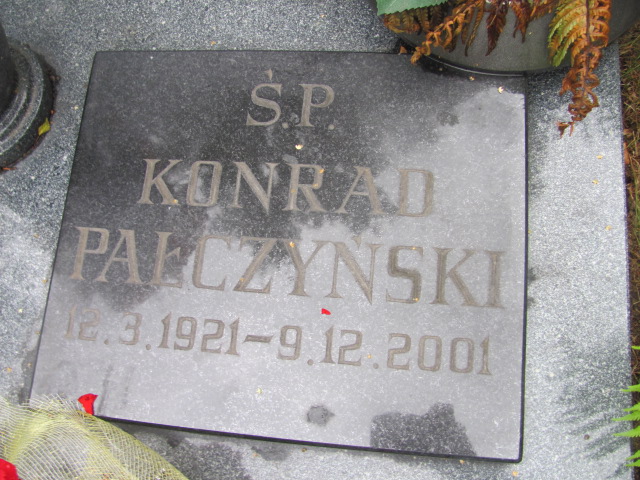 Ś.P
KONRAD
PAŁCZYŃSKI
12.3.1921-9.12.2001